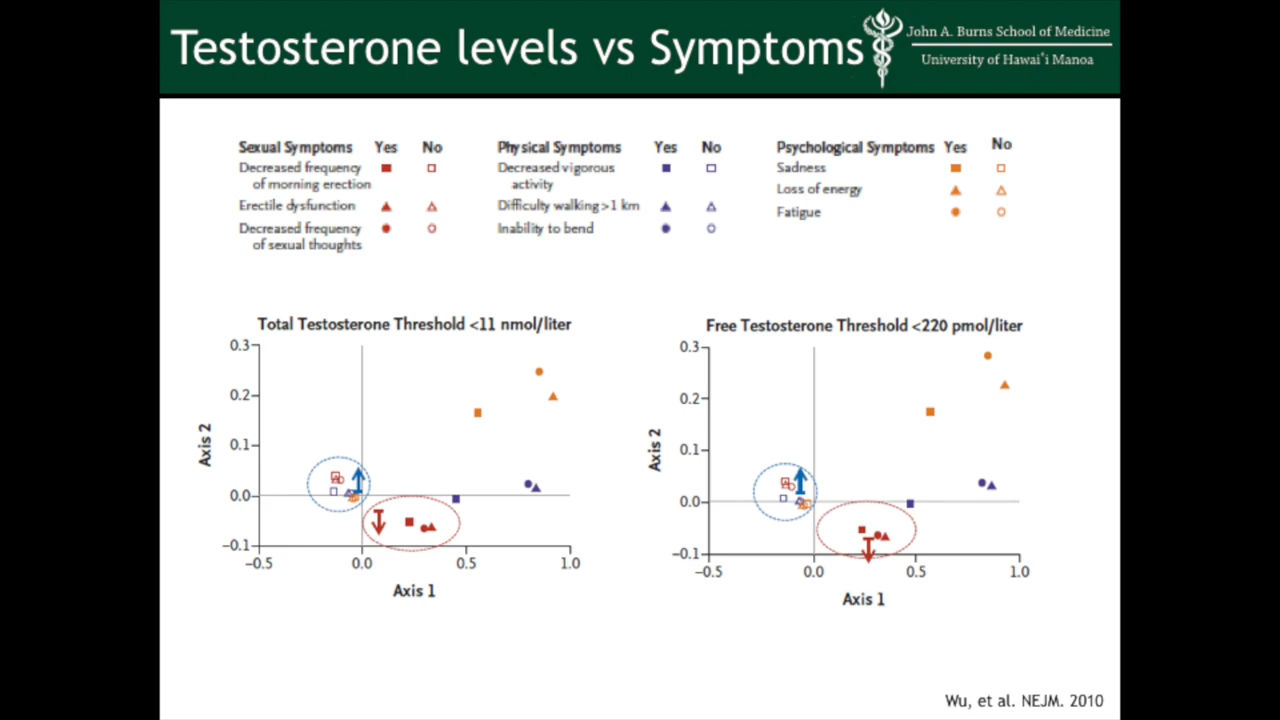 Testosterone levels vs Symptoms
John A. Burns School of Medicine
University of Hawaiʻi Manoa
Sexual Symptoms Yes No
Decreased frequency
of morning erection
Erectile dysfunction
Decreased frequency
of sexual thoughts
Physical Symptoms Yes No
Decreased vigorous
activity
Difficulty walking >1 km
Inability to bend
Psychological Symptoms Yes No
Sadness
Loss of energy
Fatigue
Total Testosterone Threshold <11 nmol/liter
0.3
0.2
0.1
0.0
−0.1
Axis 2
−0.5 0.0 0.5 1.0
Axis 1
Free Testosterone Threshold <220 pmol/liter
0.3
0.2
0.1
0.0
−0.1
Axis 2
−0.5 0.0 0.5 1.0
Axis 1
Wu, et al. NEJM. 2010